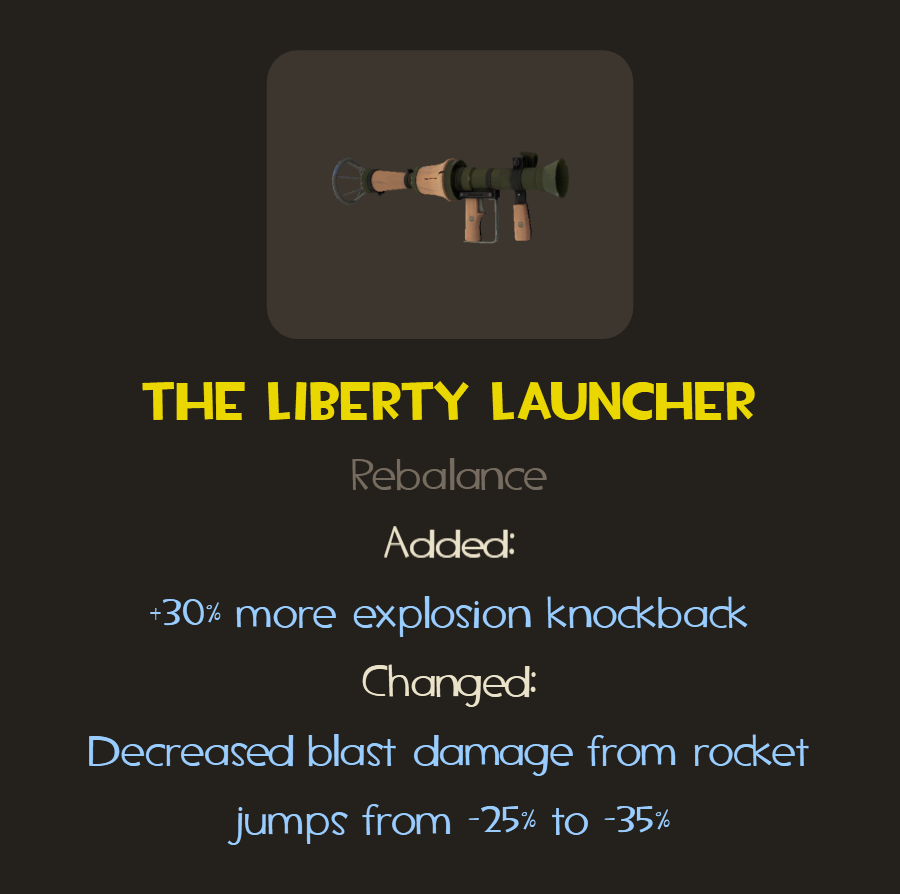 THE LIBERTY LAUNCHER
Rebalance
Added:
+30% more explosion knockback
Changed:
Decreased blast damage from rocket
jumps from -25% to -35%